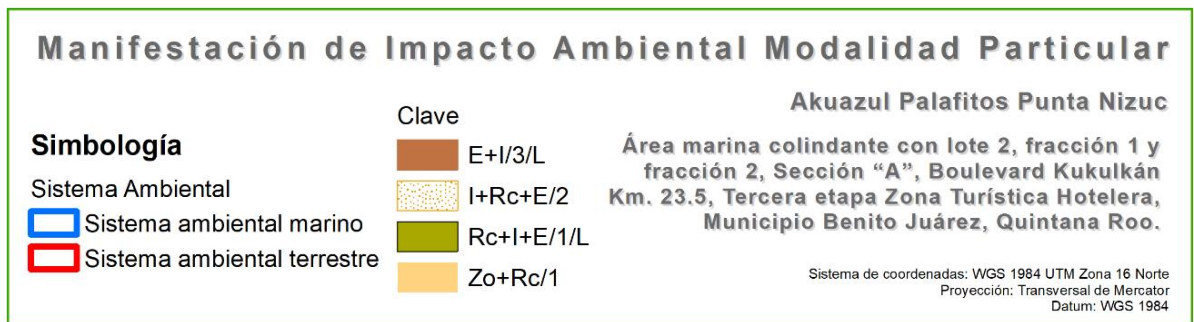 Manifestación de Impacto Ambiental Modalidad Particular
Akuazul Palafitos Punta Nizuc
Área marina colindante con lote 2, fracción 1 y
fracción 2, Sección “A”, Boulevard Kukulkán
Km. 23.5, Tercera etapa Zona Turística Hotelera,
Municipio Benito Juárez, Quintana Roo.
Simbología
Sistema Ambiental
Sistema ambiental marino
Sistema ambiental terrestre
Clave
E+I/3/L
I+Rc+E/2
Rc+I+E/1/L
Zo+Rc/1
Sistema de coordenadas: WGS 1984 UTM Zona 16 Norte
Proyección: Transversal de Mercator
Datum: WGS 1984